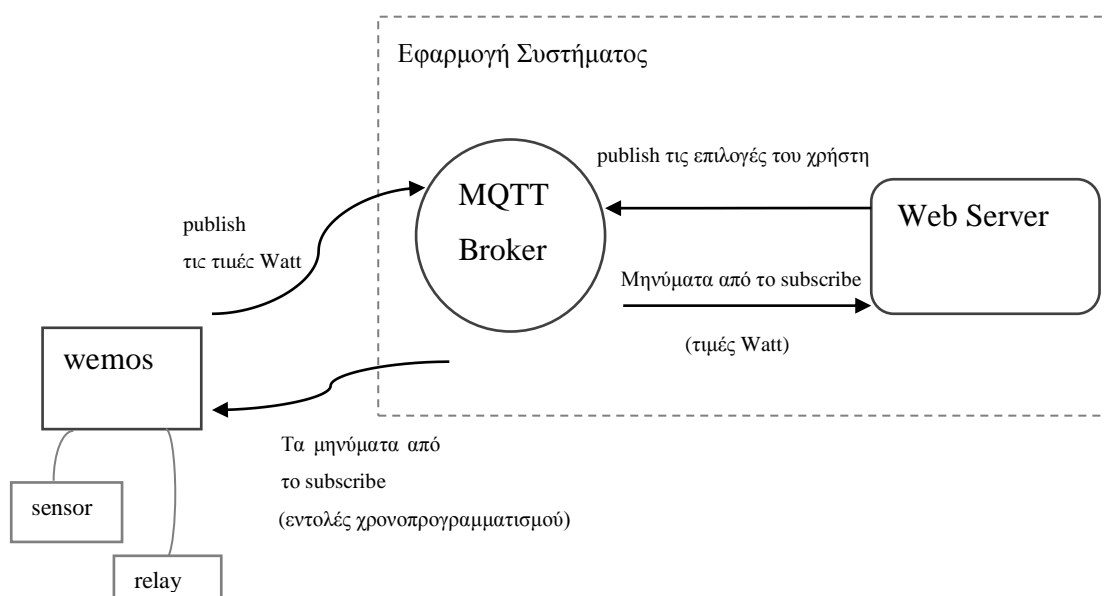 Εφαρμογή Συστήματος
publish τις επιλογές του χρήστη
MQTT
Broker
Web Server
publish
τις τιμές Watt
Μηνύματα από το subscribe
(τιμές Watt)
wemos
Τα μηνύματα από
το subscribe
(εντολές χρονοπρογραμματισμού)
sensor
relay